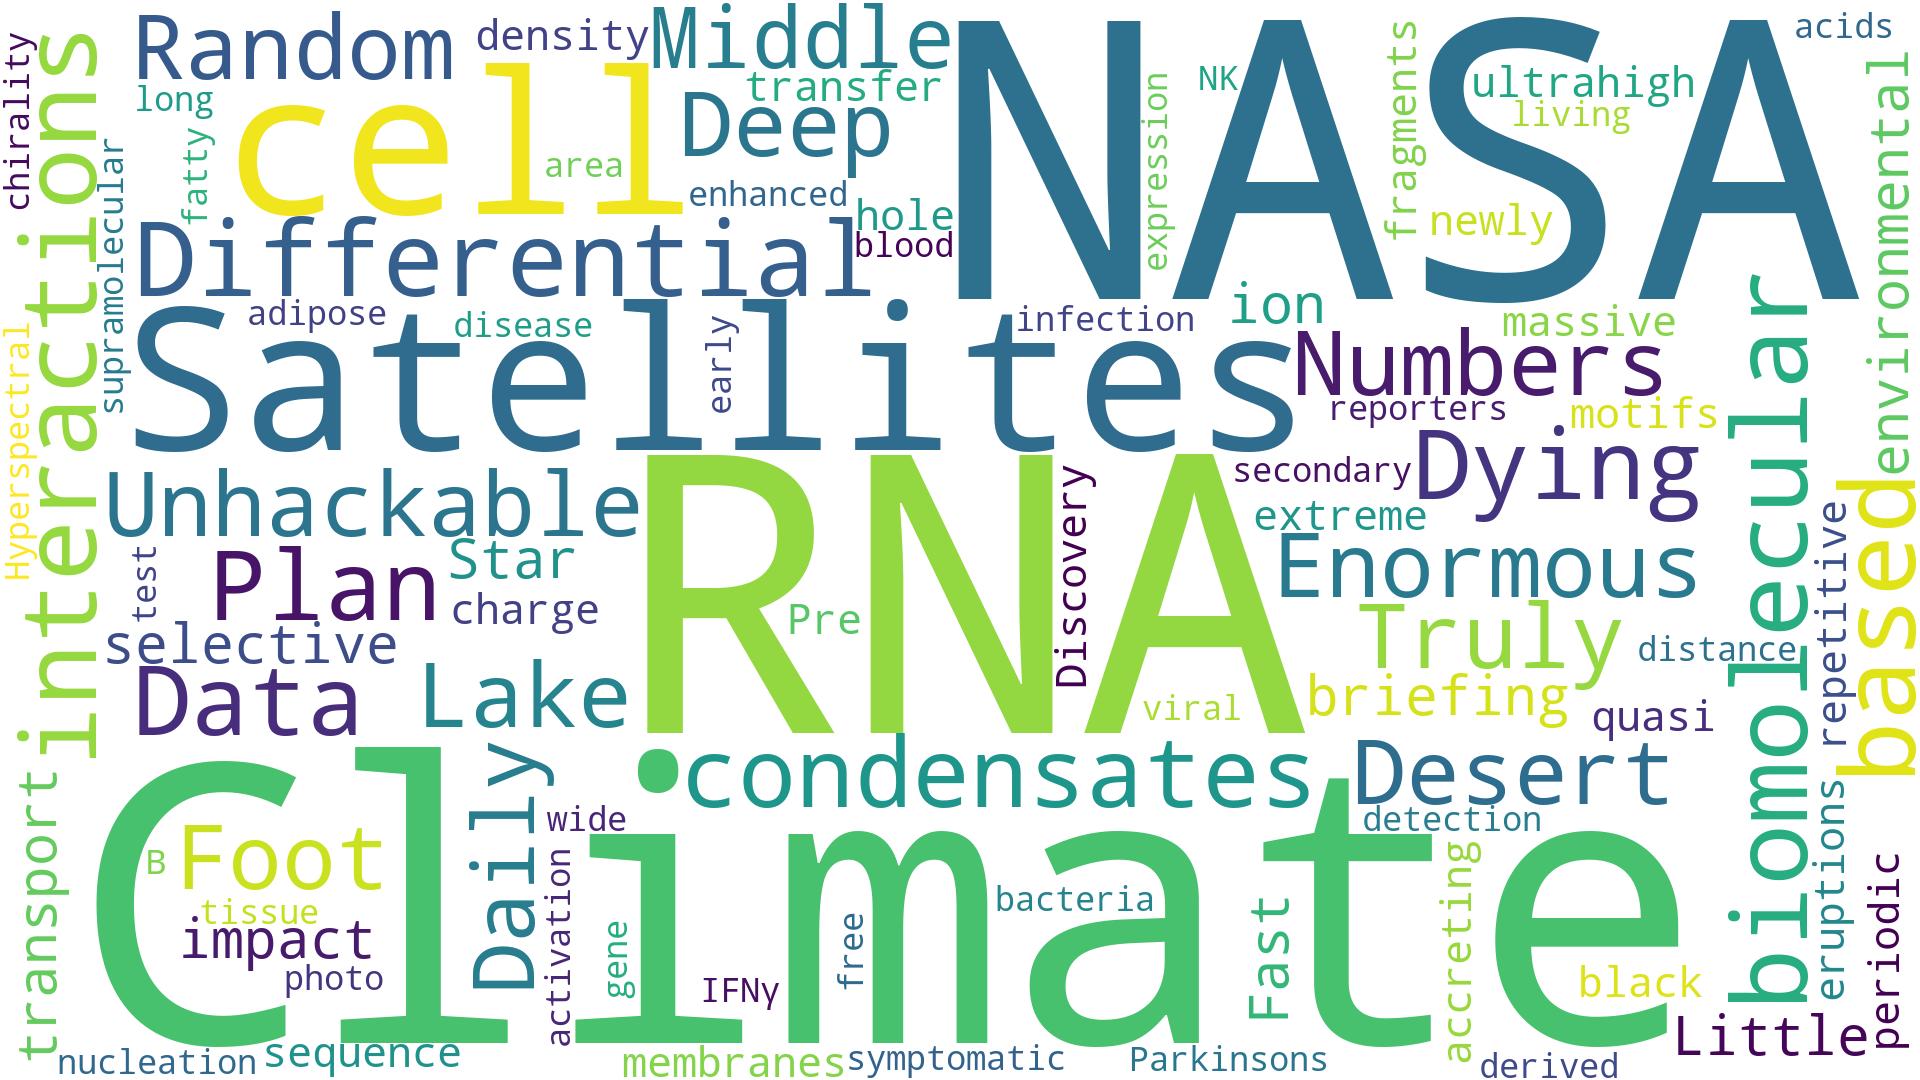 Random
density
Middle
NASA
acids
chirality
interactions
long
cell
transfer
Deep
expression
NK
fragments
ultrahigh
living
environmental
fatty
g
area
enhanced
hole
newly
supramolecular
Differential
blood
Satellites
adipose
disease
early
infection
ion
massive
Numbers
biomolecular
Hyperspectral
reporters
motifs
Unhackable
RNA
Discovery
secondary
Dying
based
extreme
Plan
Star
test
charge
Pre
Enormous
repetitive
selective
Truly
distance
Data
Lake
viral
briefing
quasi
transport
Climate
Daily
condensates
Desert
eruptions
wide
detection
B
Foot
tissue
impact
photo
activation
gene
IFNγ
free
bacteria
Fast
accreting
black
periodic
Little
nucleation
sequence
membranes
symptomatic
Parkinsons
derived